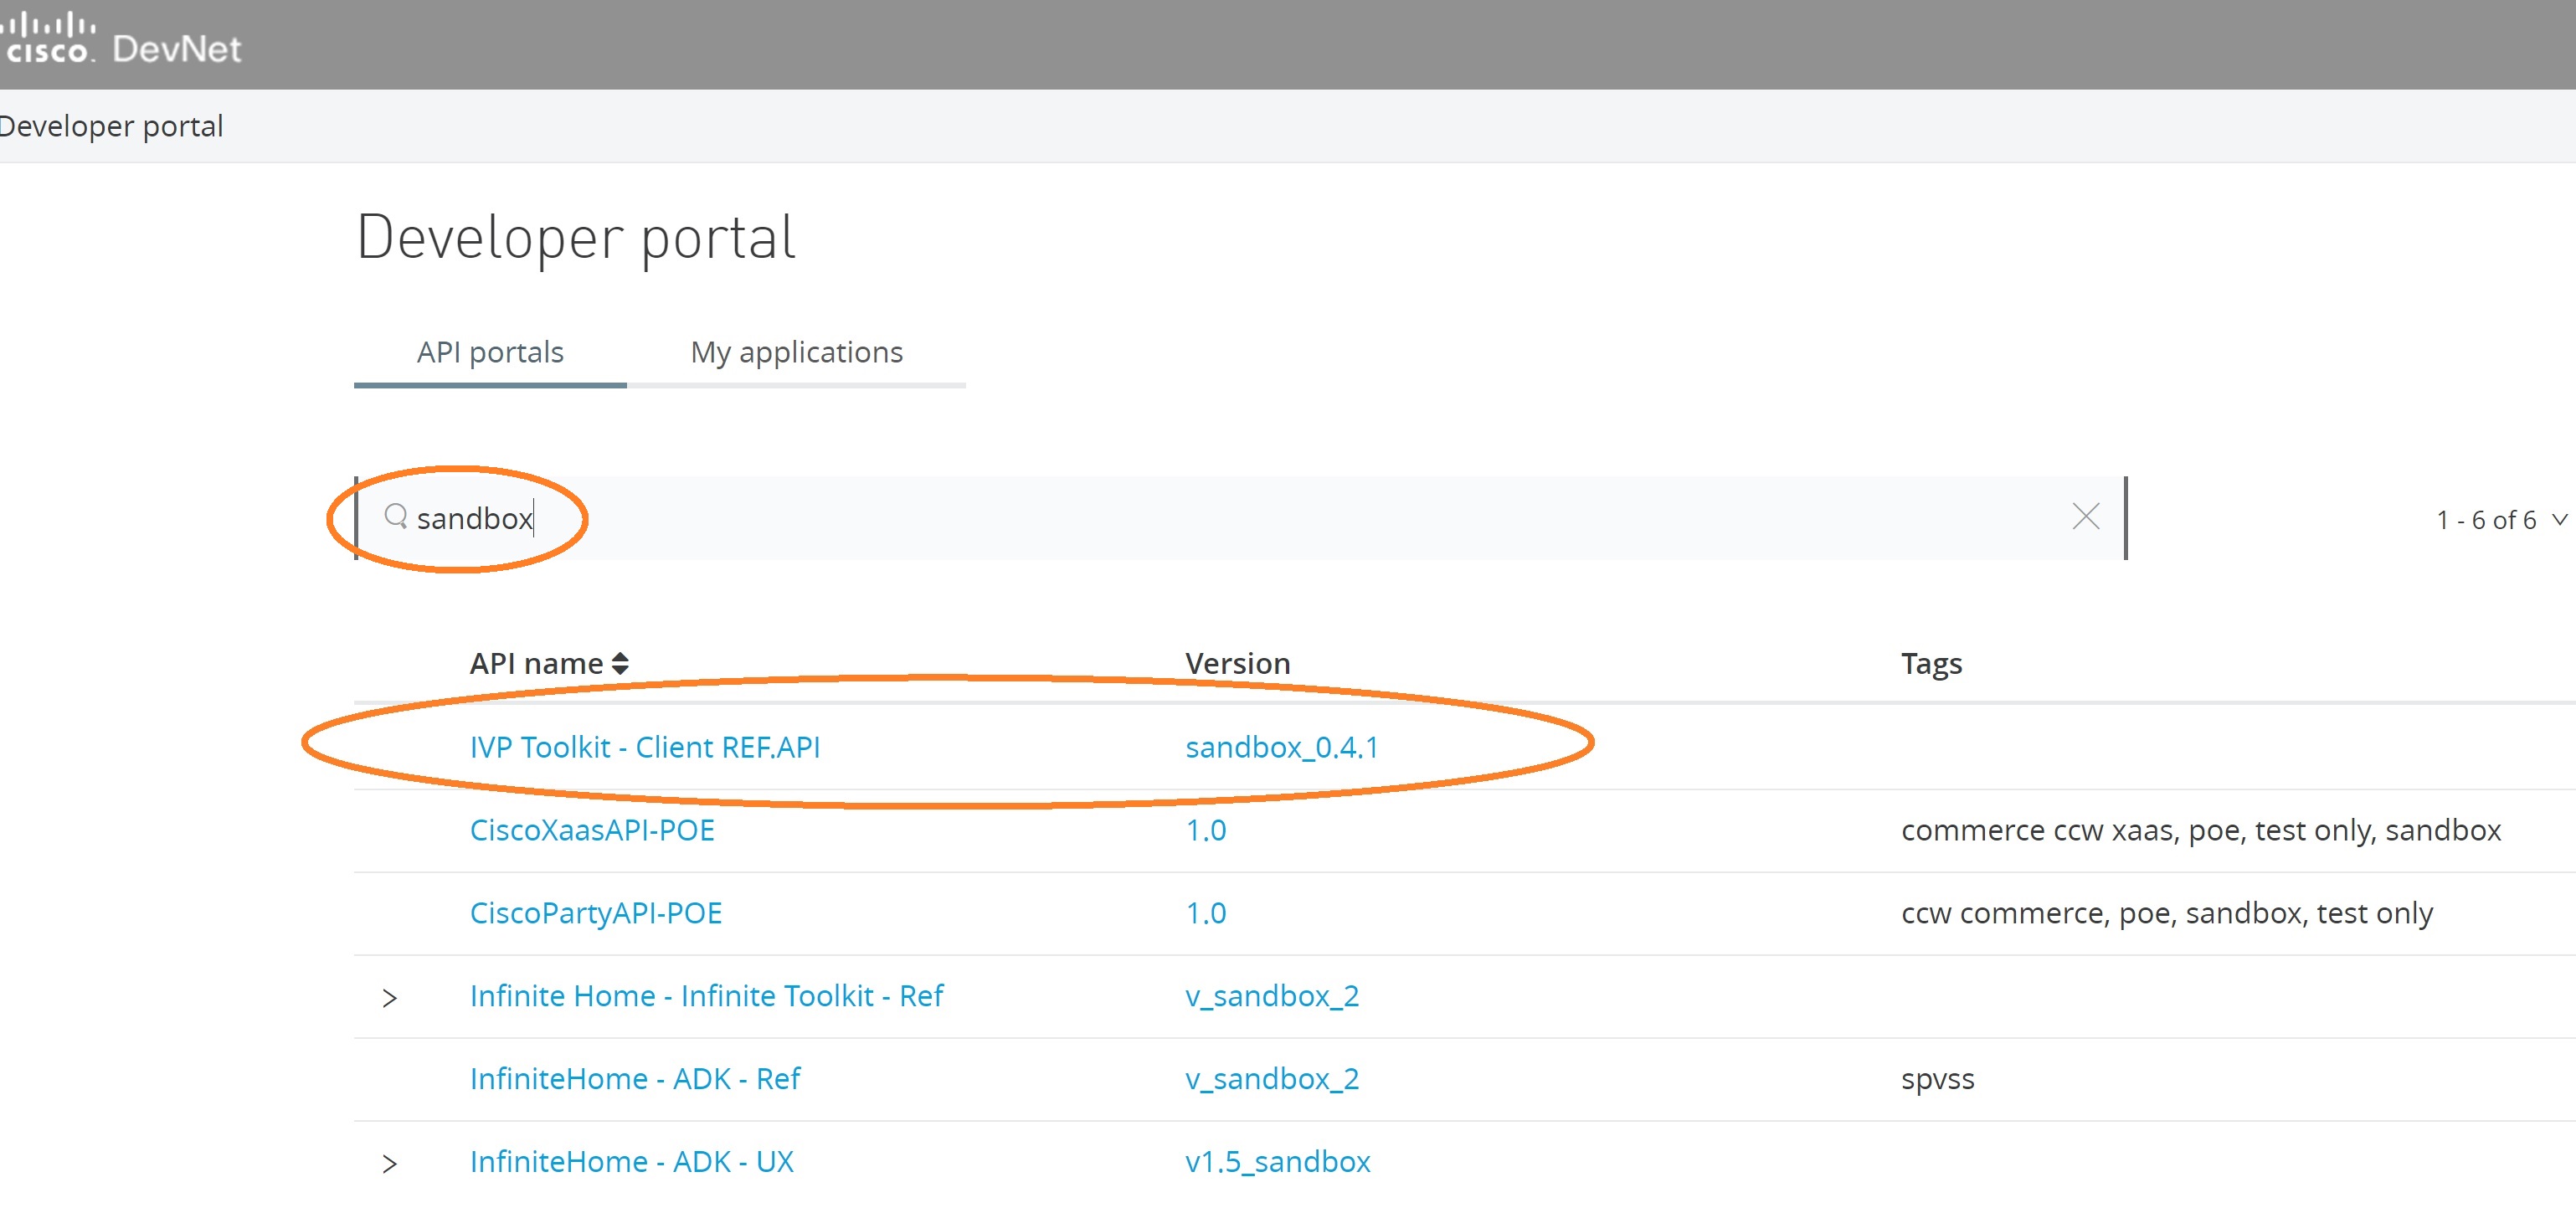 CISCO. DevNet
Developer portal
Developer portal
API portals My applications
sandbox 1 - 6 of 6
API name Version Tags
IVP Toolkit - Client REF.API sandbox_0.4.1
CiscoXaasAPI-POE 1.0 commerce ccw xaas, poe, test only, sandbox
CiscoPartyAPI-POE 1.0 ccw commerce, poe, sandbox, test only
Infinite Home - Infinite Toolkit - Ref v_sandbox_2
InfiniteHome - ADK - Ref v_sandbox_2 spvss
InfiniteHome - ADK - UX v1.5_sandbox